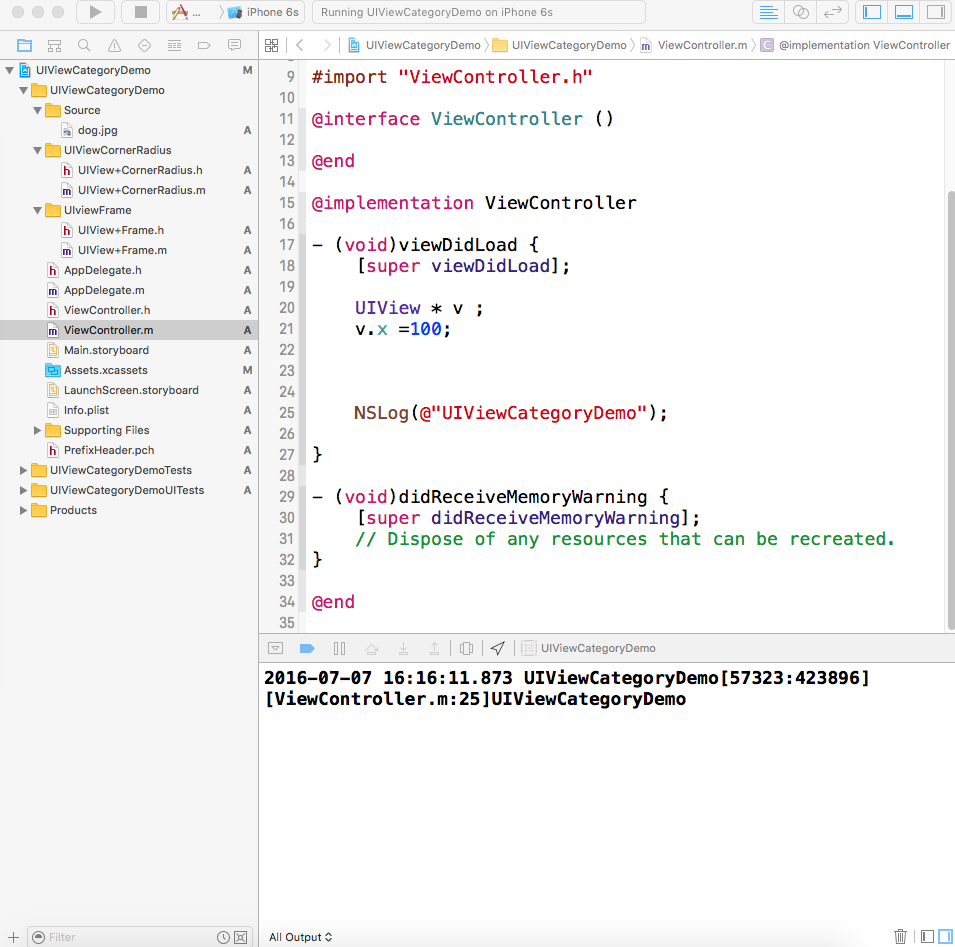 ... iPhone 6s Running UIViewCategoryDemo on iPhone 6s
UIViewCategoryDemo UIViewCategoryDemo m ViewController.m C @implementation ViewController
UIViewCategoryDemo M
UIViewCategoryDemo
Source
dog.jpg A
UIViewCornerRadius
h UIView+CornerRadius.h A
m UIView+CornerRadius.m A
UIviewFrame
h UIView+Frame.h A
m UIView+Frame.m A
h AppDelegate.h A
m AppDelegate.m A
h ViewController.h A
m ViewController.m A
Main.storyboard A
Assets.xcassets M
LaunchScreen.storyboard A
Info.plist A
Supporting Files A
h PrefixHeader.pch A
UIViewCategoryDemoTests A
UIViewCategoryDemoUITests A
Products
Filter
9 #import "ViewController.h"
10
11 @interface ViewController ()
12
13 @end
14
15 @implementation ViewController
16
17 - (void)viewDidLoad {
18 [super viewDidLoad];
19
20 UIView * v ;
21 v.x =100;
22
23
24
25 NSLog(@"UIViewCategoryDemo");
26
27 }
28
29 - (void)didReceiveMemoryWarning {
30 [super didReceiveMemoryWarning];
31 // Dispose of any resources that can be recreated.
32 }
33
34 @end
35
UIViewCategoryDemo
2016-07-07 16:16:11.873 UIViewCategoryDemo[57323:423896]
[ViewController.m:25]UIViewCategoryDemo
All Output